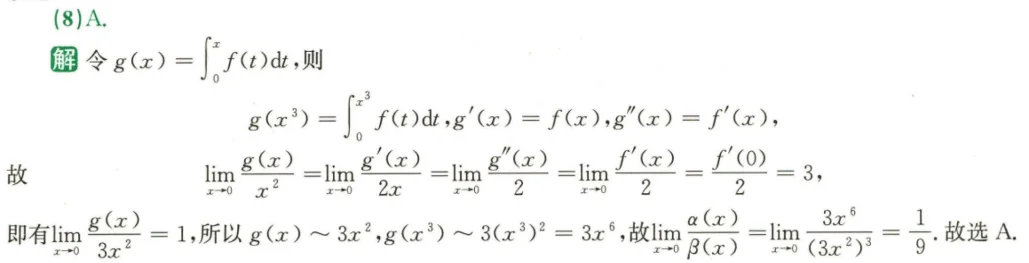 (8)A.
解 令 g(x) = ∫₀ˣ f(t)dt,则
g(x³) = ∫₀^{x³} f(t)dt,g′(x) = f(x),g″(x) = f′(x),
故 lim_{x→0} g(x)/x² = lim_{x→0} g′(x)/2x = lim_{x→0} g″(x)/2 = lim_{x→0} f′(x)/2 = f′(0)/2 = 3,
即有 lim_{x→0} g(x)/3x² = 1,所以 g(x) ~ 3x²,g(x³) ~ 3(x³)² = 3x⁶,故 lim_{x→0} α(x)/β(x) = lim_{x→0} 3x⁶/(3x²)³ = 1/9. 故选 A.